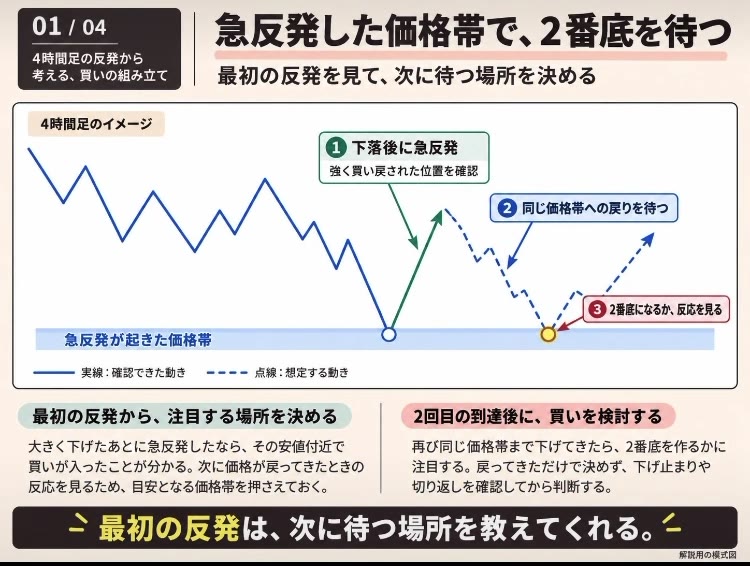 01 / 04
4時間足の反発から
考える、買いの組み立て
急反発した価格帯で、2番底を待つ
最初の反発を見て、次に待つ場所を決める
4時間足のイメージ
1 下落後に急反発
強く買い戻された位置を確認
2 同じ価格帯への戻りを待つ
3 2番底になるか、反応を見る
急反発が起きた価格帯
実線：確認できた動き
点線：想定する動き
最初の反発から、注目する場所を決める
大きく下げたあとに急反発したなら、その安値付近で
買いが入ったことが分かる。次に価格が戻ってきたときの
反応を見るため、目安となる価格帯を押さえておく。
2回目の到達後に、買いを検討する
再び同じ価格帯まで下げてきたら、2番底を作るかに
注目する。戻ってきただけで決めず、下げ止まりや
切り返しを確認してから判断する。
最初の反発は、次に待つ場所を教えてくれる。
解説用の模式図